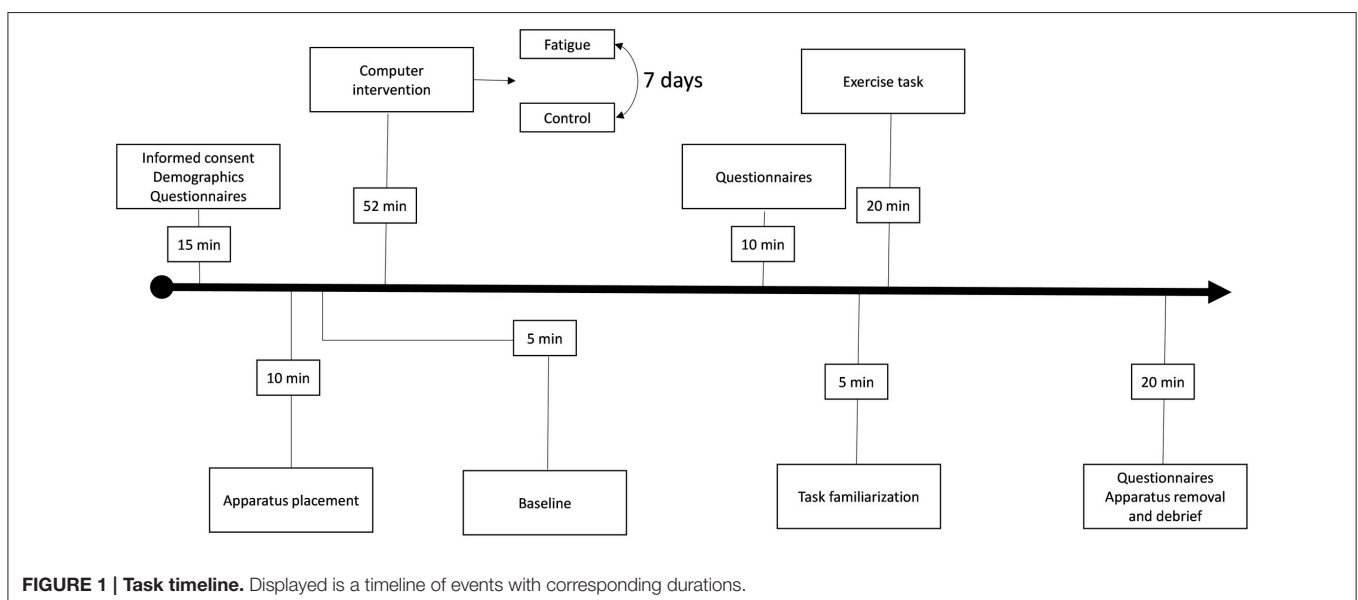 Fatigue
Computer
intervention
7 days
Control
Exercise task
Informed consent
Demographics
Questionnaires
Questionnaires
52 min
20 min
15 min
10 min
5 min
10 min
5 min
20 min
Apparatus placement
Baseline
Task familiarization
Questionnaires
Apparatus removal
and debrief
FIGURE 1 | Task timeline. Displayed is a timeline of events with corresponding durations.